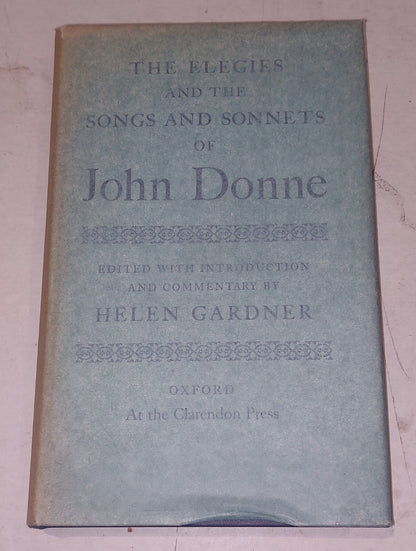 THE ELEGIES
AND THE
SONGS AND SONNETS
OF
John Donne
EDITED WITH INTRODUCTION
AND COMMENTARY BY
HELEN GARDNER
OXFORD
At the Clarendon Press